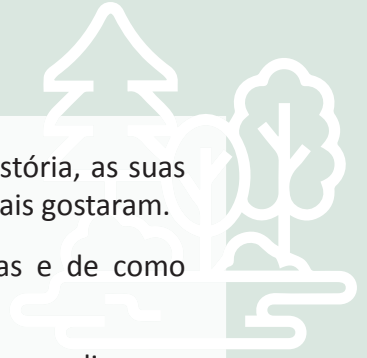 stória, as suas
ais gostaram.
as e de como